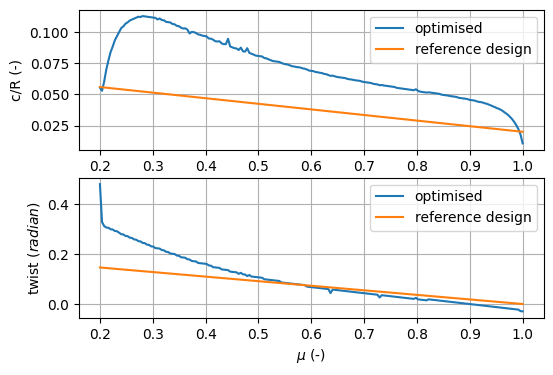 c/R (-)
0.100
0.075
0.050
0.025
optimised
reference design
0.2 0.3 0.4 0.5 0.6 0.7 0.8 0.9 1.0
twist (radian)
0.4
0.2
0.0
optimised
reference design
0.2 0.3 0.4 0.5 0.6 0.7 0.8 0.9 1.0
μ (-)